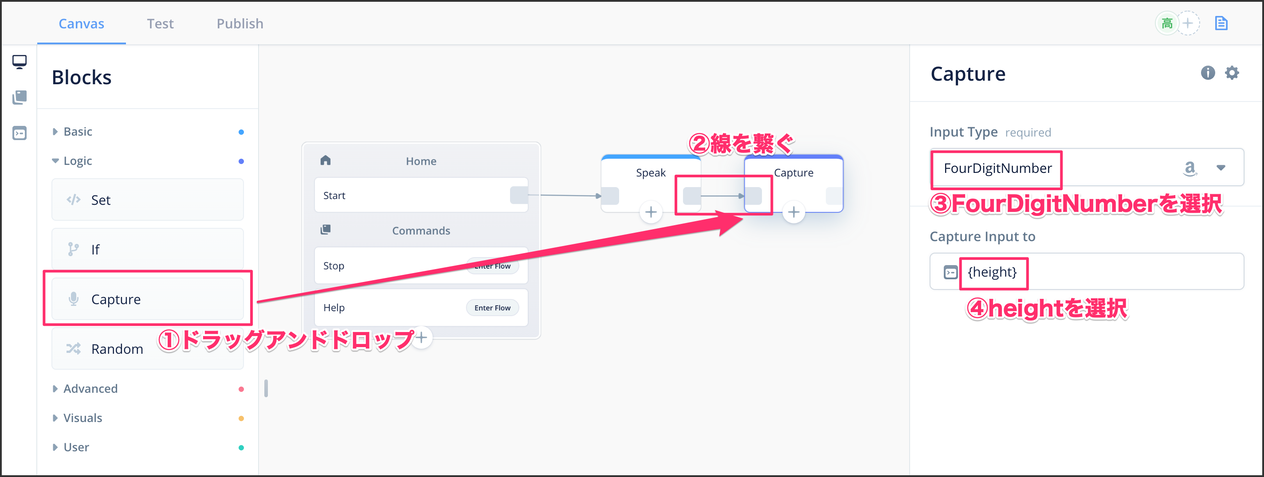 Canvas
Test
Publish
高
Blocks
Basic
Logic
Set
If
Capture
Random
Advanced
Visuals
User
①ドラッグアンドドロップ
Home
Start
Commands
Stop
Enter Flow
Help
Enter Flow
Speak
②線を繋ぐ
Capture
Capture
Input Type required
FourDigitNumber
③FourDigitNumberを選択
Capture Input to
{height}
④heightを選択